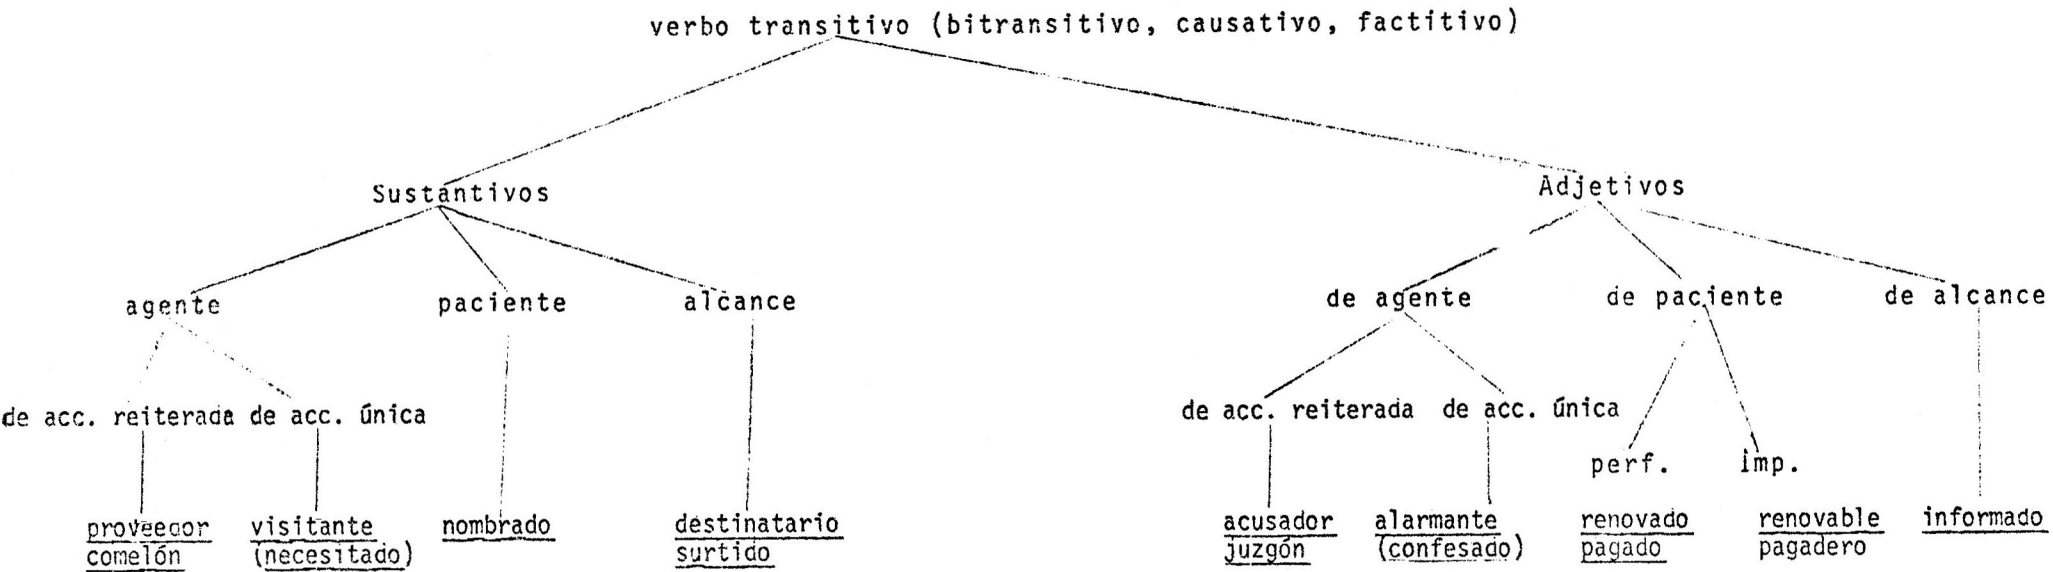 verbo transitivo (bitransitivo, causativo, factitivo)
Sustantivos Adjetivos
agente paciente alcance de agente de paciente de alcance
de acc. reiterada de acc. única de acc. reiterada de acc. única
perf. imp.
proveedor visitante nombrado destinatario acusador alarmante renovado renovable informado
comelón (necesitado) surtido juzgón (confesado) pagado pagadero